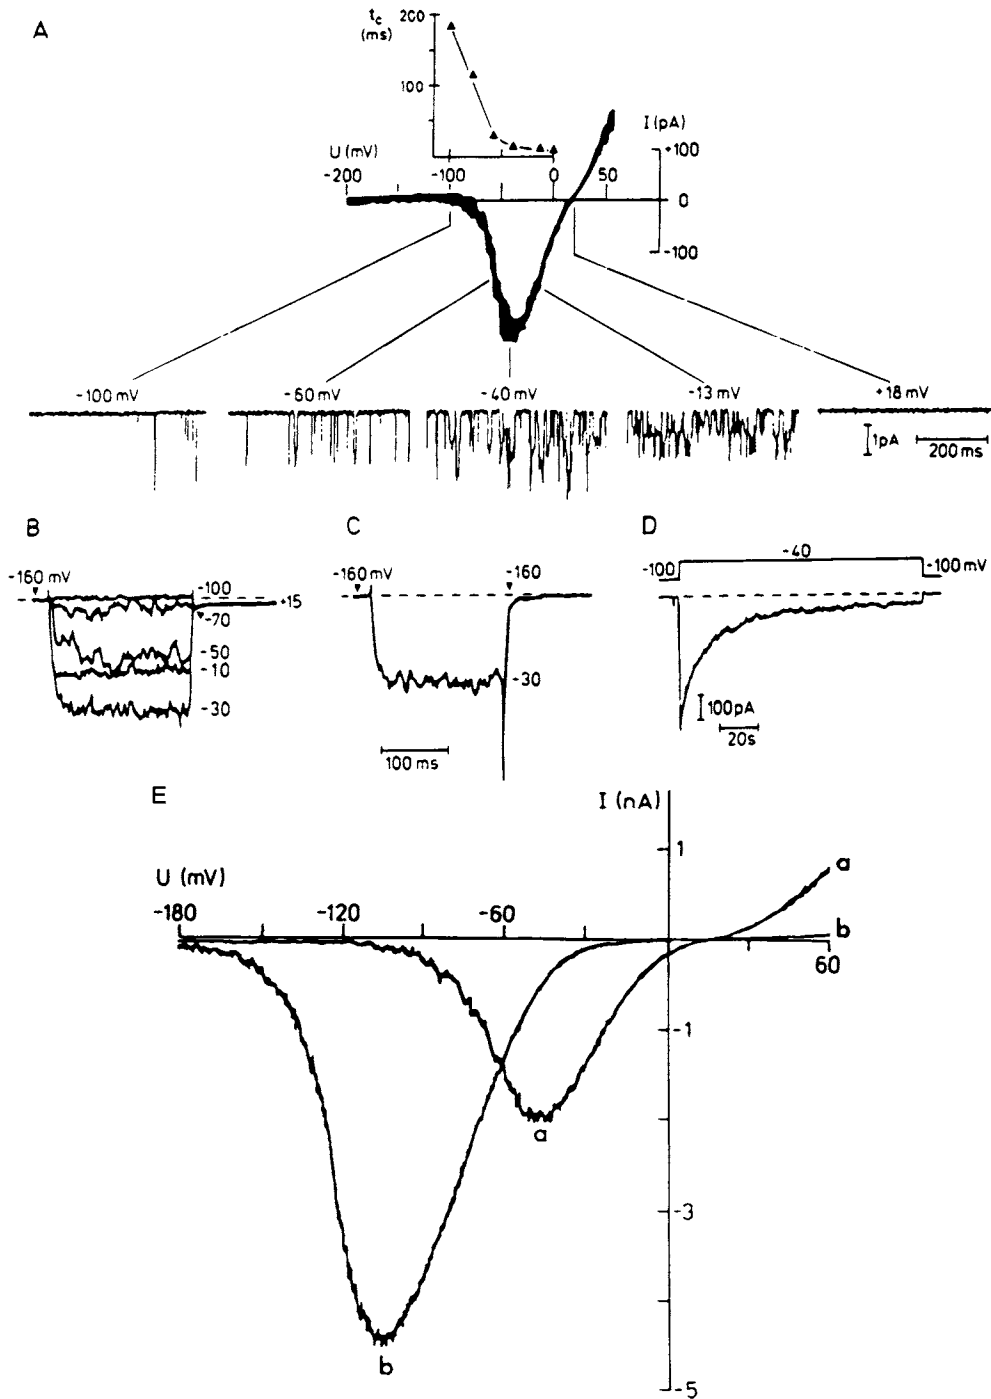 A
t_c (ms)
200
100
U (mV)
-200
-100
0
50
I (pA)
+100
0
-100
-100 mV
-60 mV
-40 mV
-13 mV
+18 mV
1pA
200 ms
B
-160 mV
-100
+15
-70
-50
-10
-30
C
-160 mV
-160
-30
100 ms
D
-100
-40
-100 mV
100 pA
20s
E
I (nA)
U (mV)
-180
-120
-60
60
1
-1
-3
-5
a
b
a
b